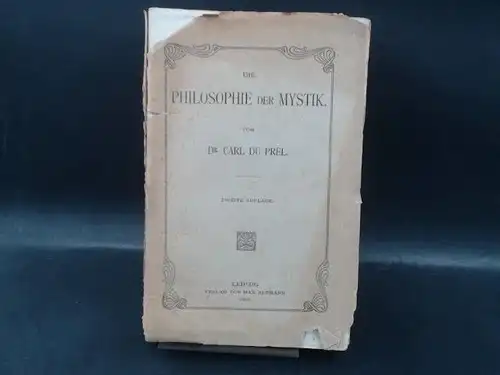 DIE
PHILOSOPHIE DER MYSTIK.
VON
DR. CARL DU PREL.
ZWEITE AUFLAGE.
LEIPZIG
VERLAG VON MAX ALTMANN